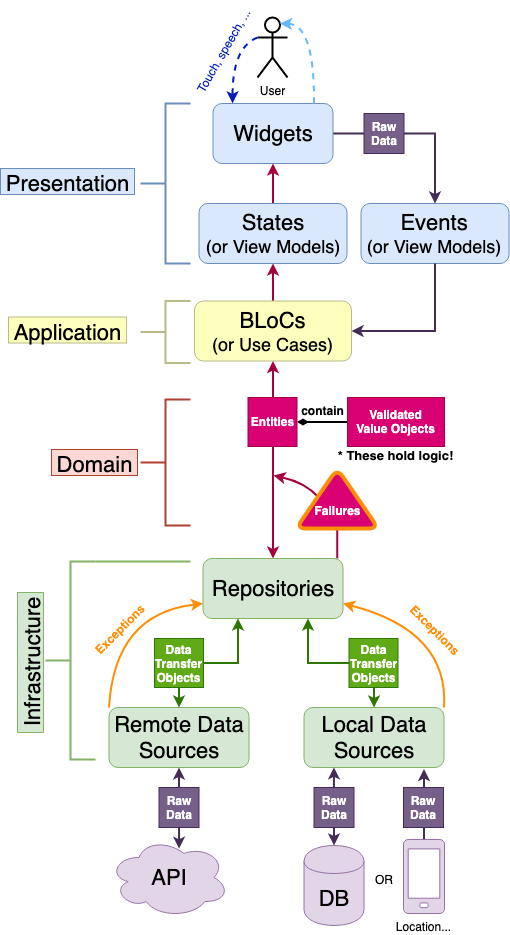 Touch, speech, ...
User
Widgets
Raw
Data
Presentation
States
(or View Models)
Events
(or View Models)
Application
BLoCs
(or Use Cases)
Entities
contain
Validated
Value Objects
* These hold logic!
Domain
Failures
Repositories
Infrastructure
Exceptions
Exceptions
Data
Transfer
Objects
Data
Transfer
Objects
Remote Data
Sources
Local Data
Sources
Raw
Data
Raw
Data
Raw
Data
API
DB
OR
Location...